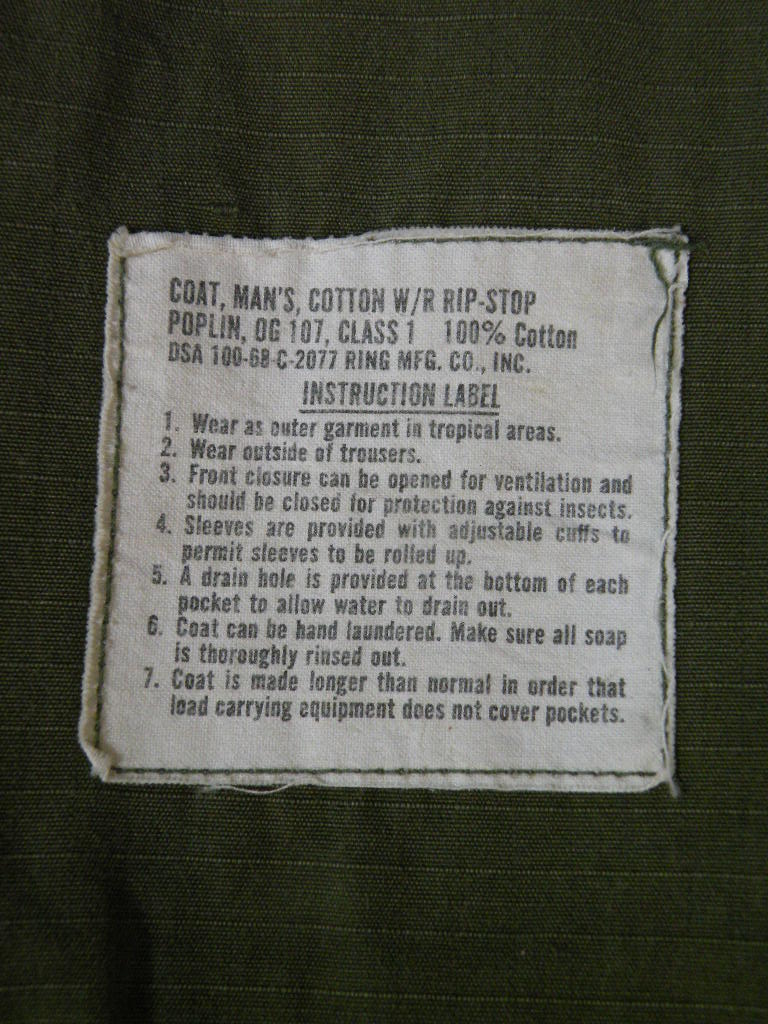 COAT, MAN'S, COTTON W/R RIP-STOP
POPLIN, OG 107, CLASS 1 100% Cotton
DSA 100-68-C-2077 RING MFG. CO., INC.
INSTRUCTION LABEL
1. Wear as outer garment in tropical areas.
2. Wear outside of trousers.
3. Front closure can be opened for ventilation and
should be closed for protection against insects.
4. Sleeves are provided with adjustable cuffs to
permit sleeves to be rolled up.
5. A drain hole is provided at the bottom of each
pocket to allow water to drain out.
6. Coat can be hand laundered. Make sure all soap
is thoroughly rinsed out.
7. Coat is made longer than normal in order that
load carrying equipment does not cover pockets.